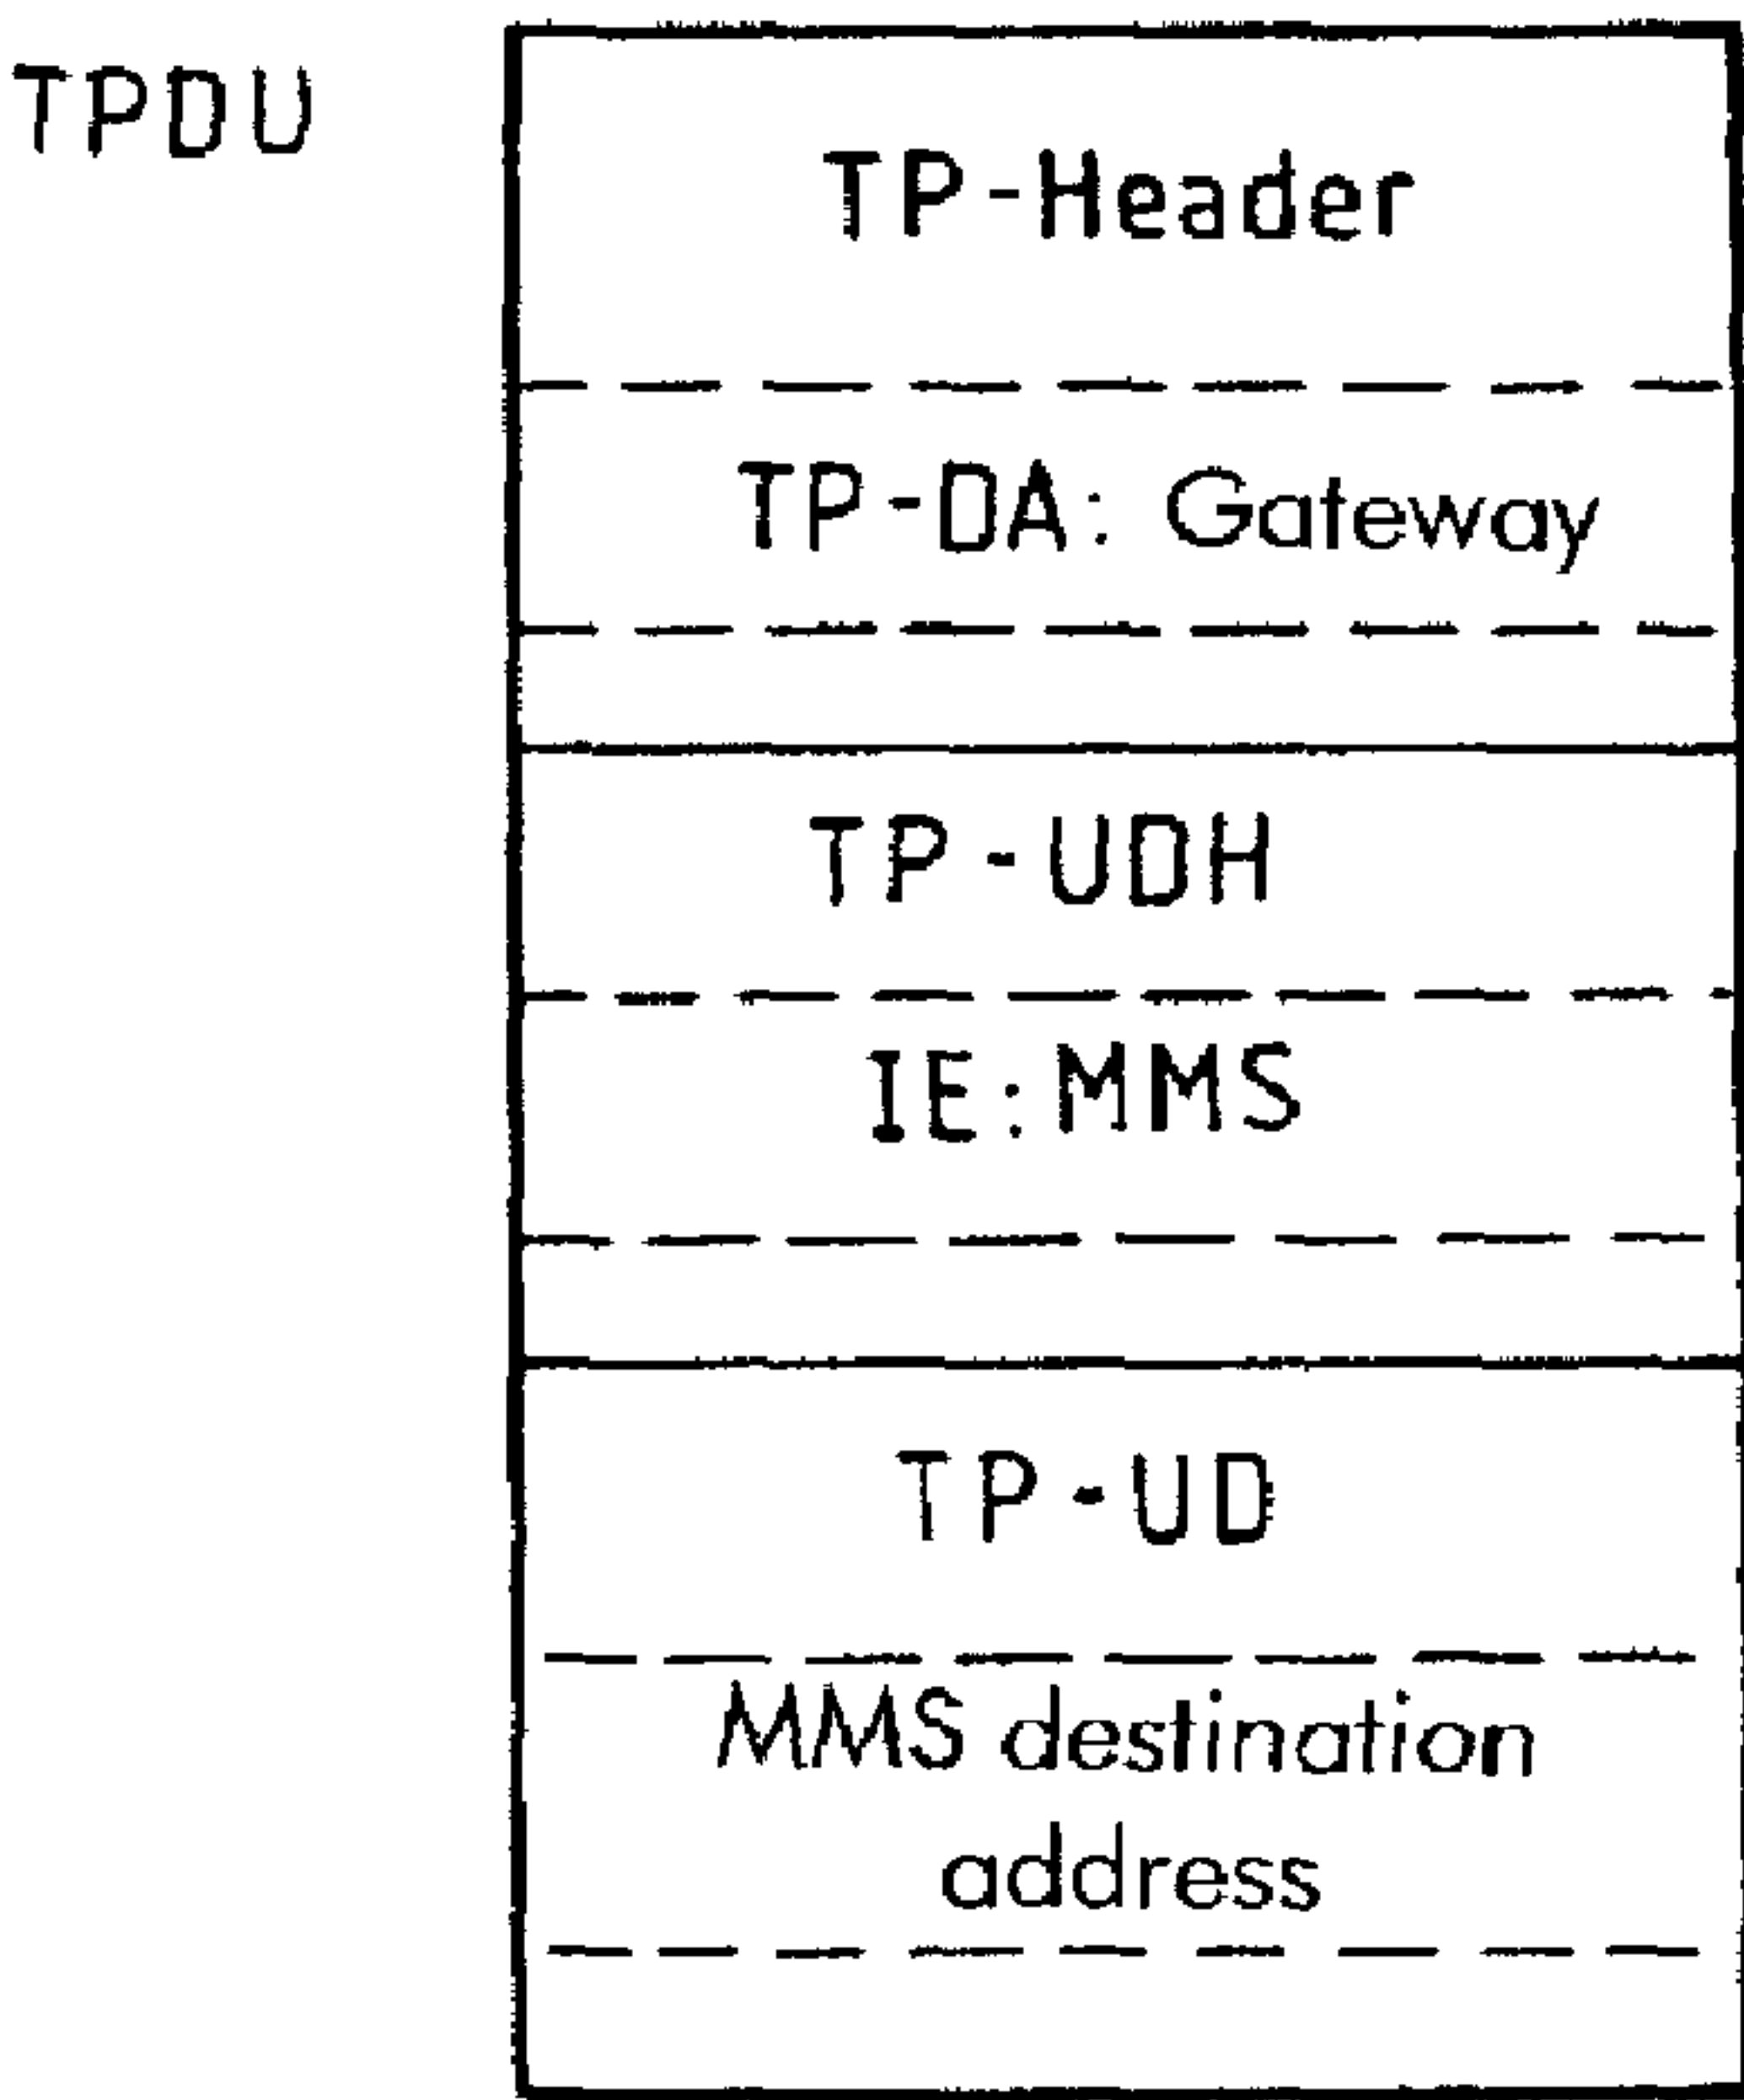 TPDU
TP-Header
TP-DA: Gateway
TP-UDH
IE:MMS
TP-UD
MMS destination
address